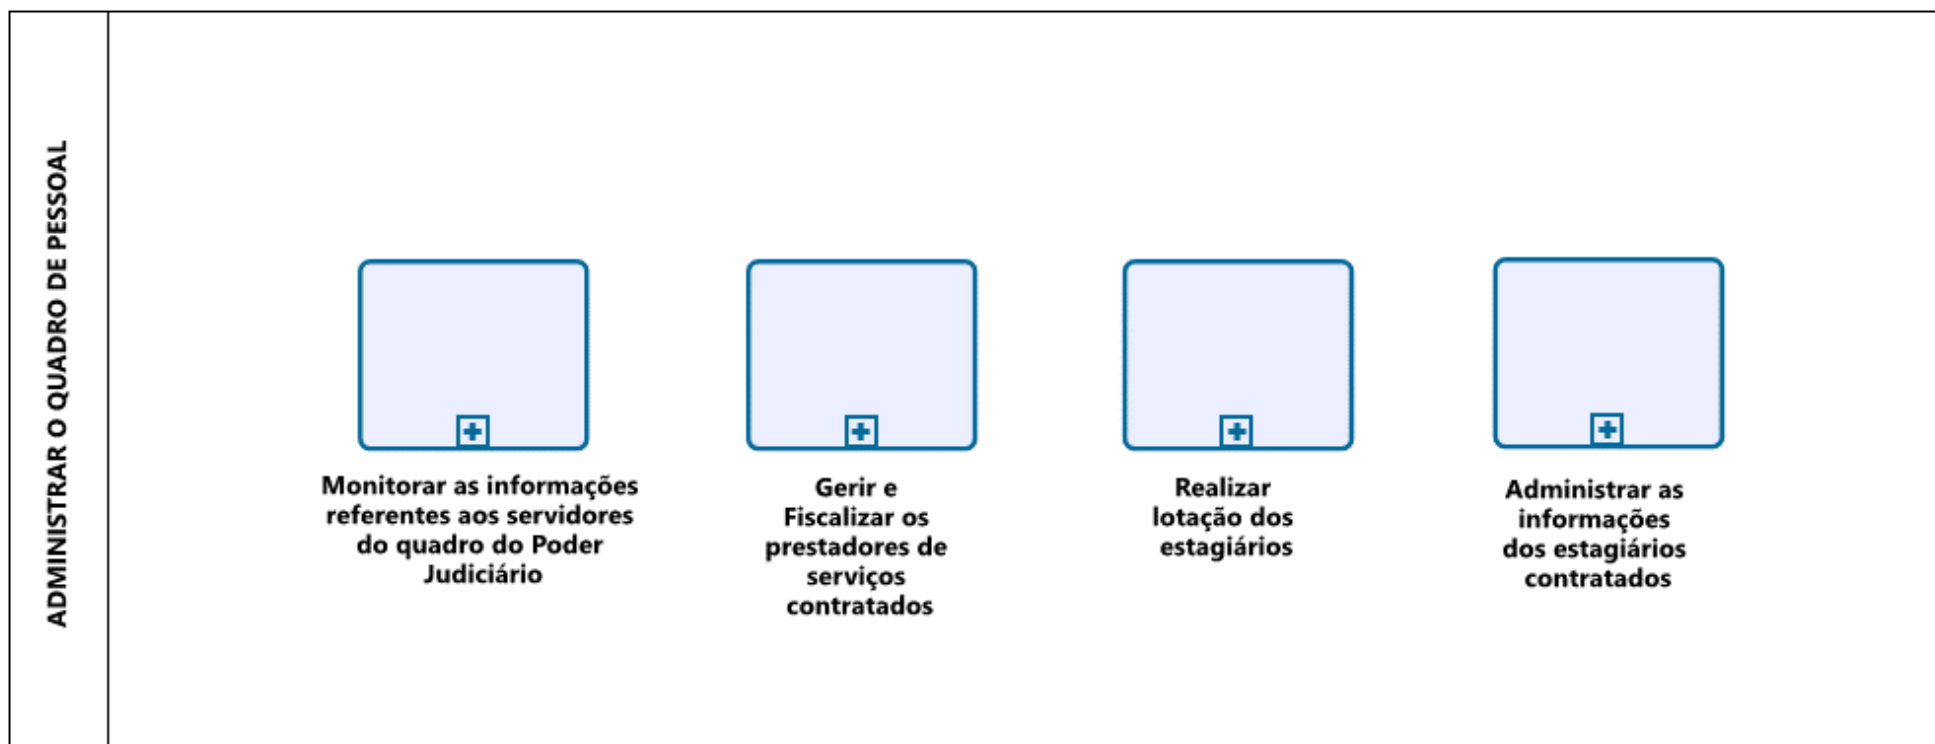 ADMINISTRAR O QUADRO DE PESSOAL
Monitorar as informações
referentes aos servidores
do quadro do Poder
Judiciário
Gerir e
Fiscalizar os
prestadores de
serviços
contratados
Realizar
lotação dos
estagiários
Administrar as
informações
dos estagiários
contratados